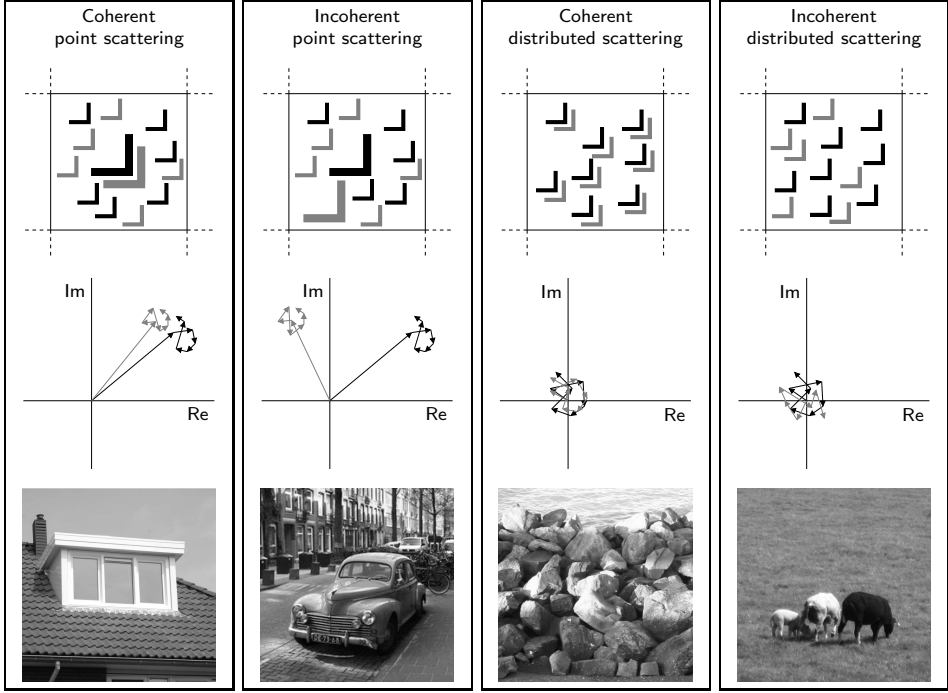 Coherent
point scattering
Incoherent
point scattering
Coherent
distributed scattering
Incoherent
distributed scattering
Im
Re
Im
Re
Im
Re
Im
Re